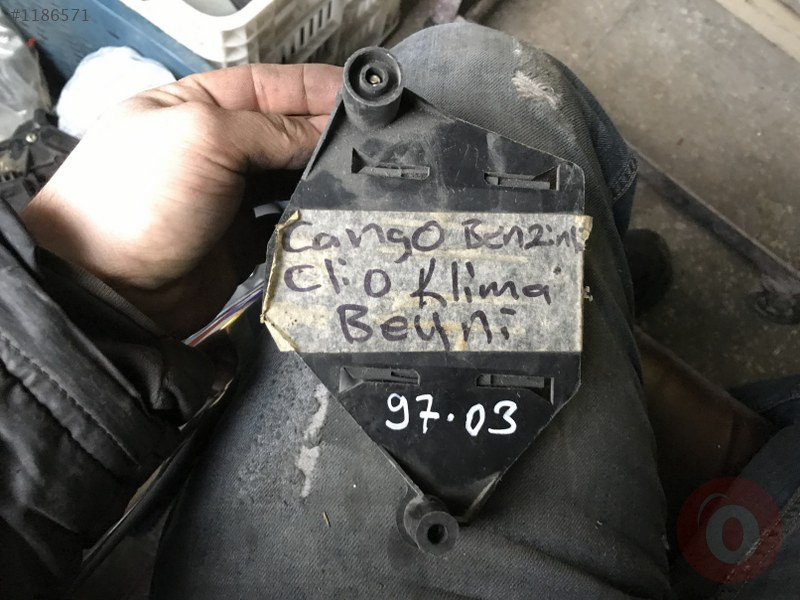 #1186571
Cango Benzinli
Clio Klima
Beyni
97.03
O